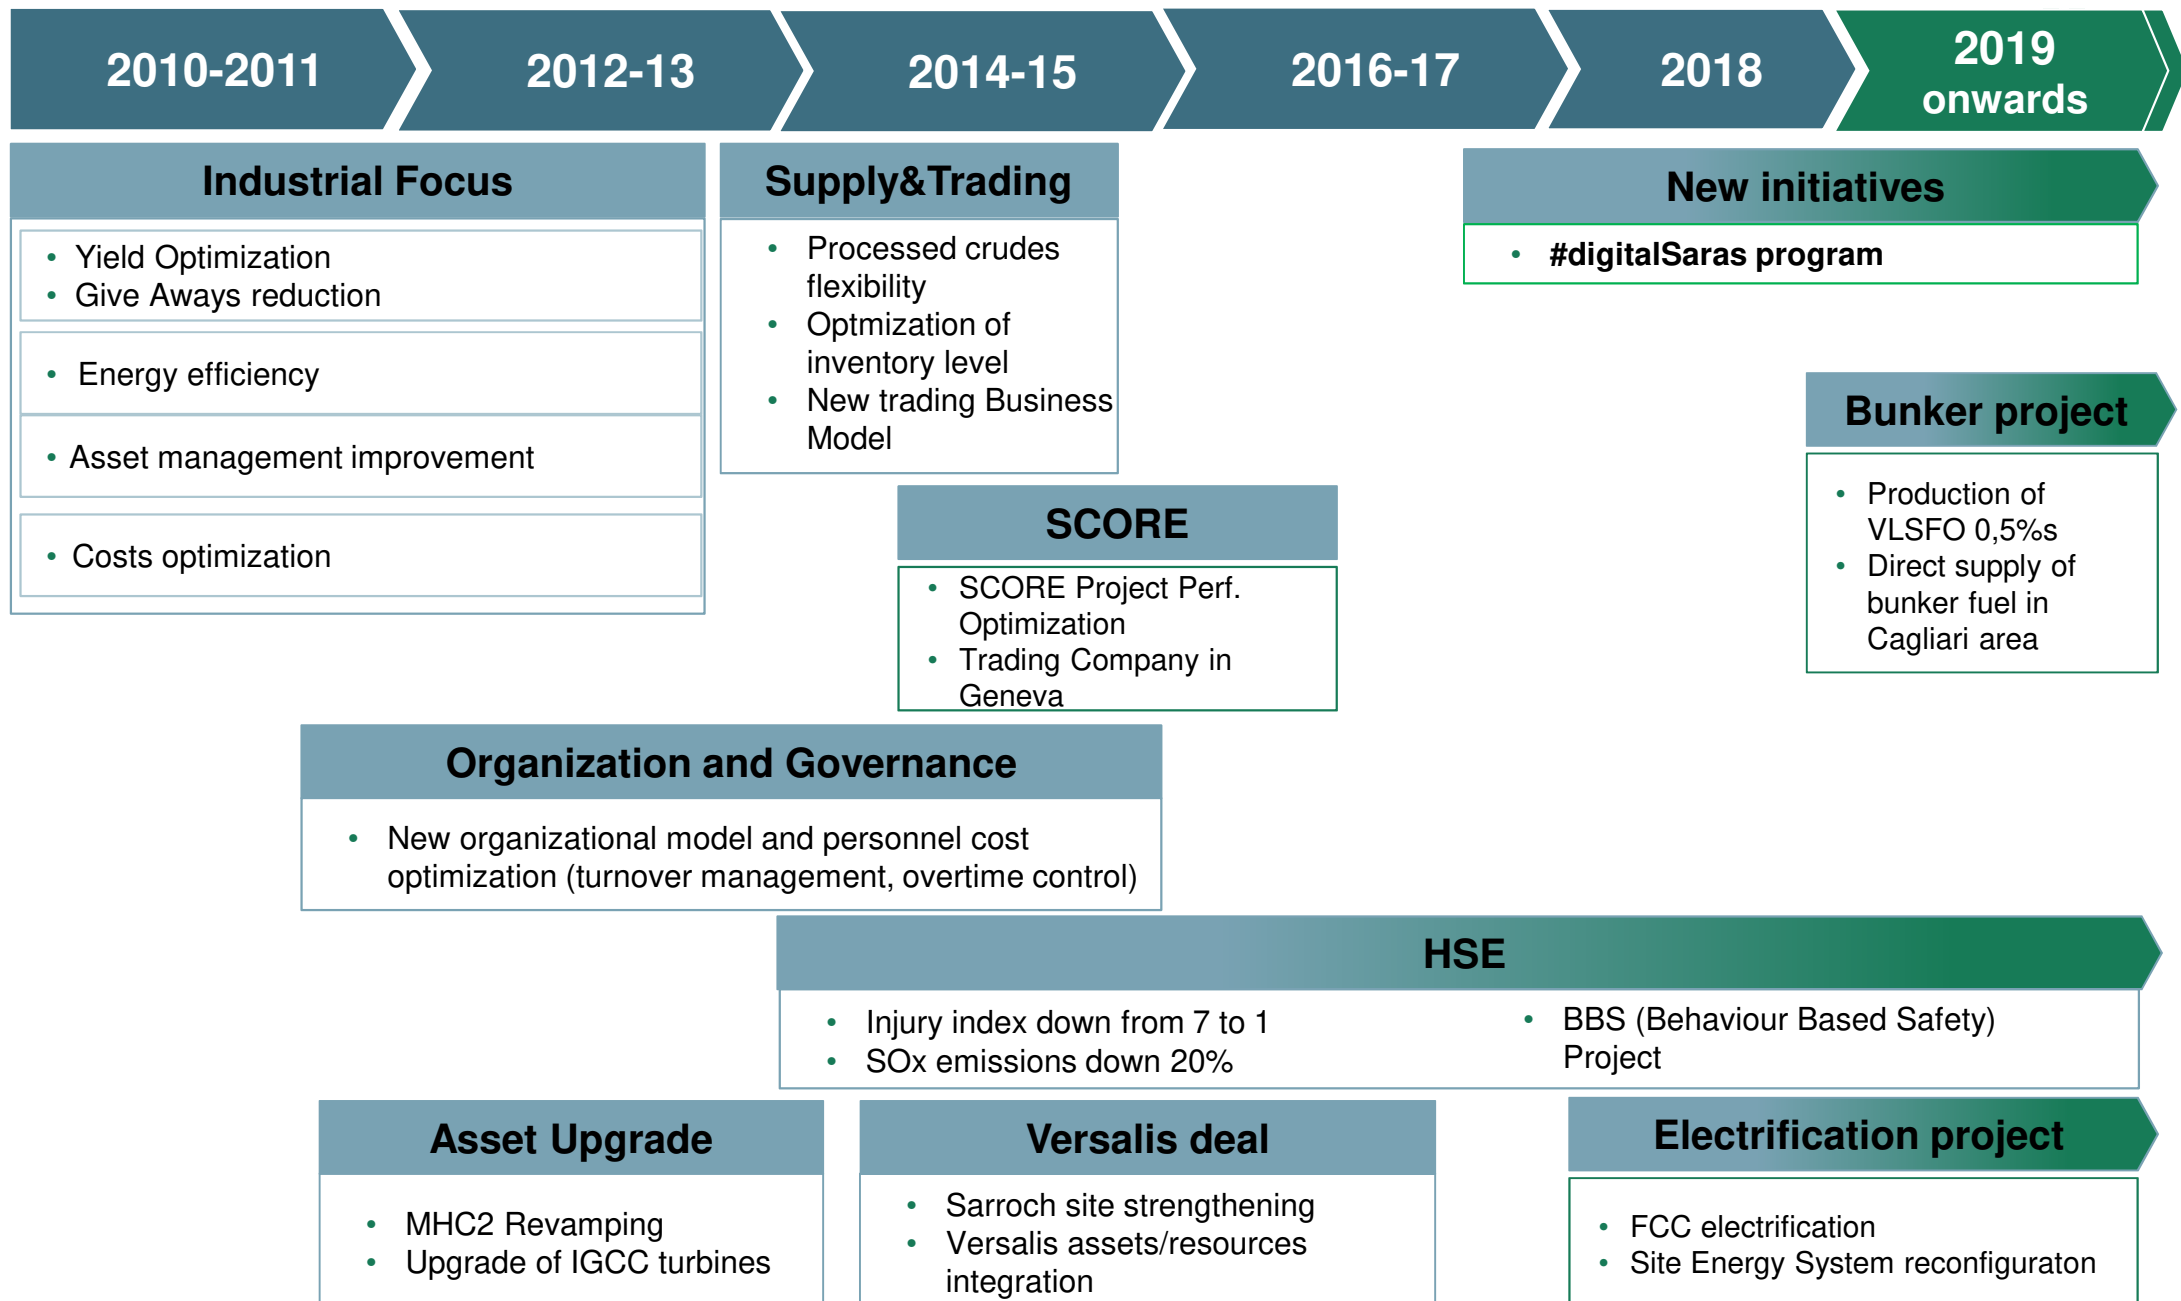 2010-2011
2012-13
2014-15
2016-17
2018
2019
onwards
Industrial Focus
• Yield Optimization
• Give Aways reduction
• Energy efficiency
• Asset management improvement
• Costs optimization
Supply&Trading
• Processed crudes
flexibility
• Optmization of
inventory level
• New trading Business
Model
New initiatives
• #digitalSaras program
Bunker project
• Production of
VLSFO 0,5%s
• Direct supply of
bunker fuel in
Cagliari area
SCORE
• SCORE Project Perf.
Optimization
• Trading Company in
Geneva
Organization and Governance
• New organizational model and personnel cost
optimization (turnover management, overtime control)
HSE
• Injury index down from 7 to 1
• SOx emissions down 20%
• BBS (Behaviour Based Safety)
Project
Asset Upgrade
• MHC2 Revamping
• Upgrade of IGCC turbines
Versalis deal
• Sarroch site strengthening
• Versalis assets/resources
integration
Electrification project
• FCC electrification
• Site Energy System reconfiguraton